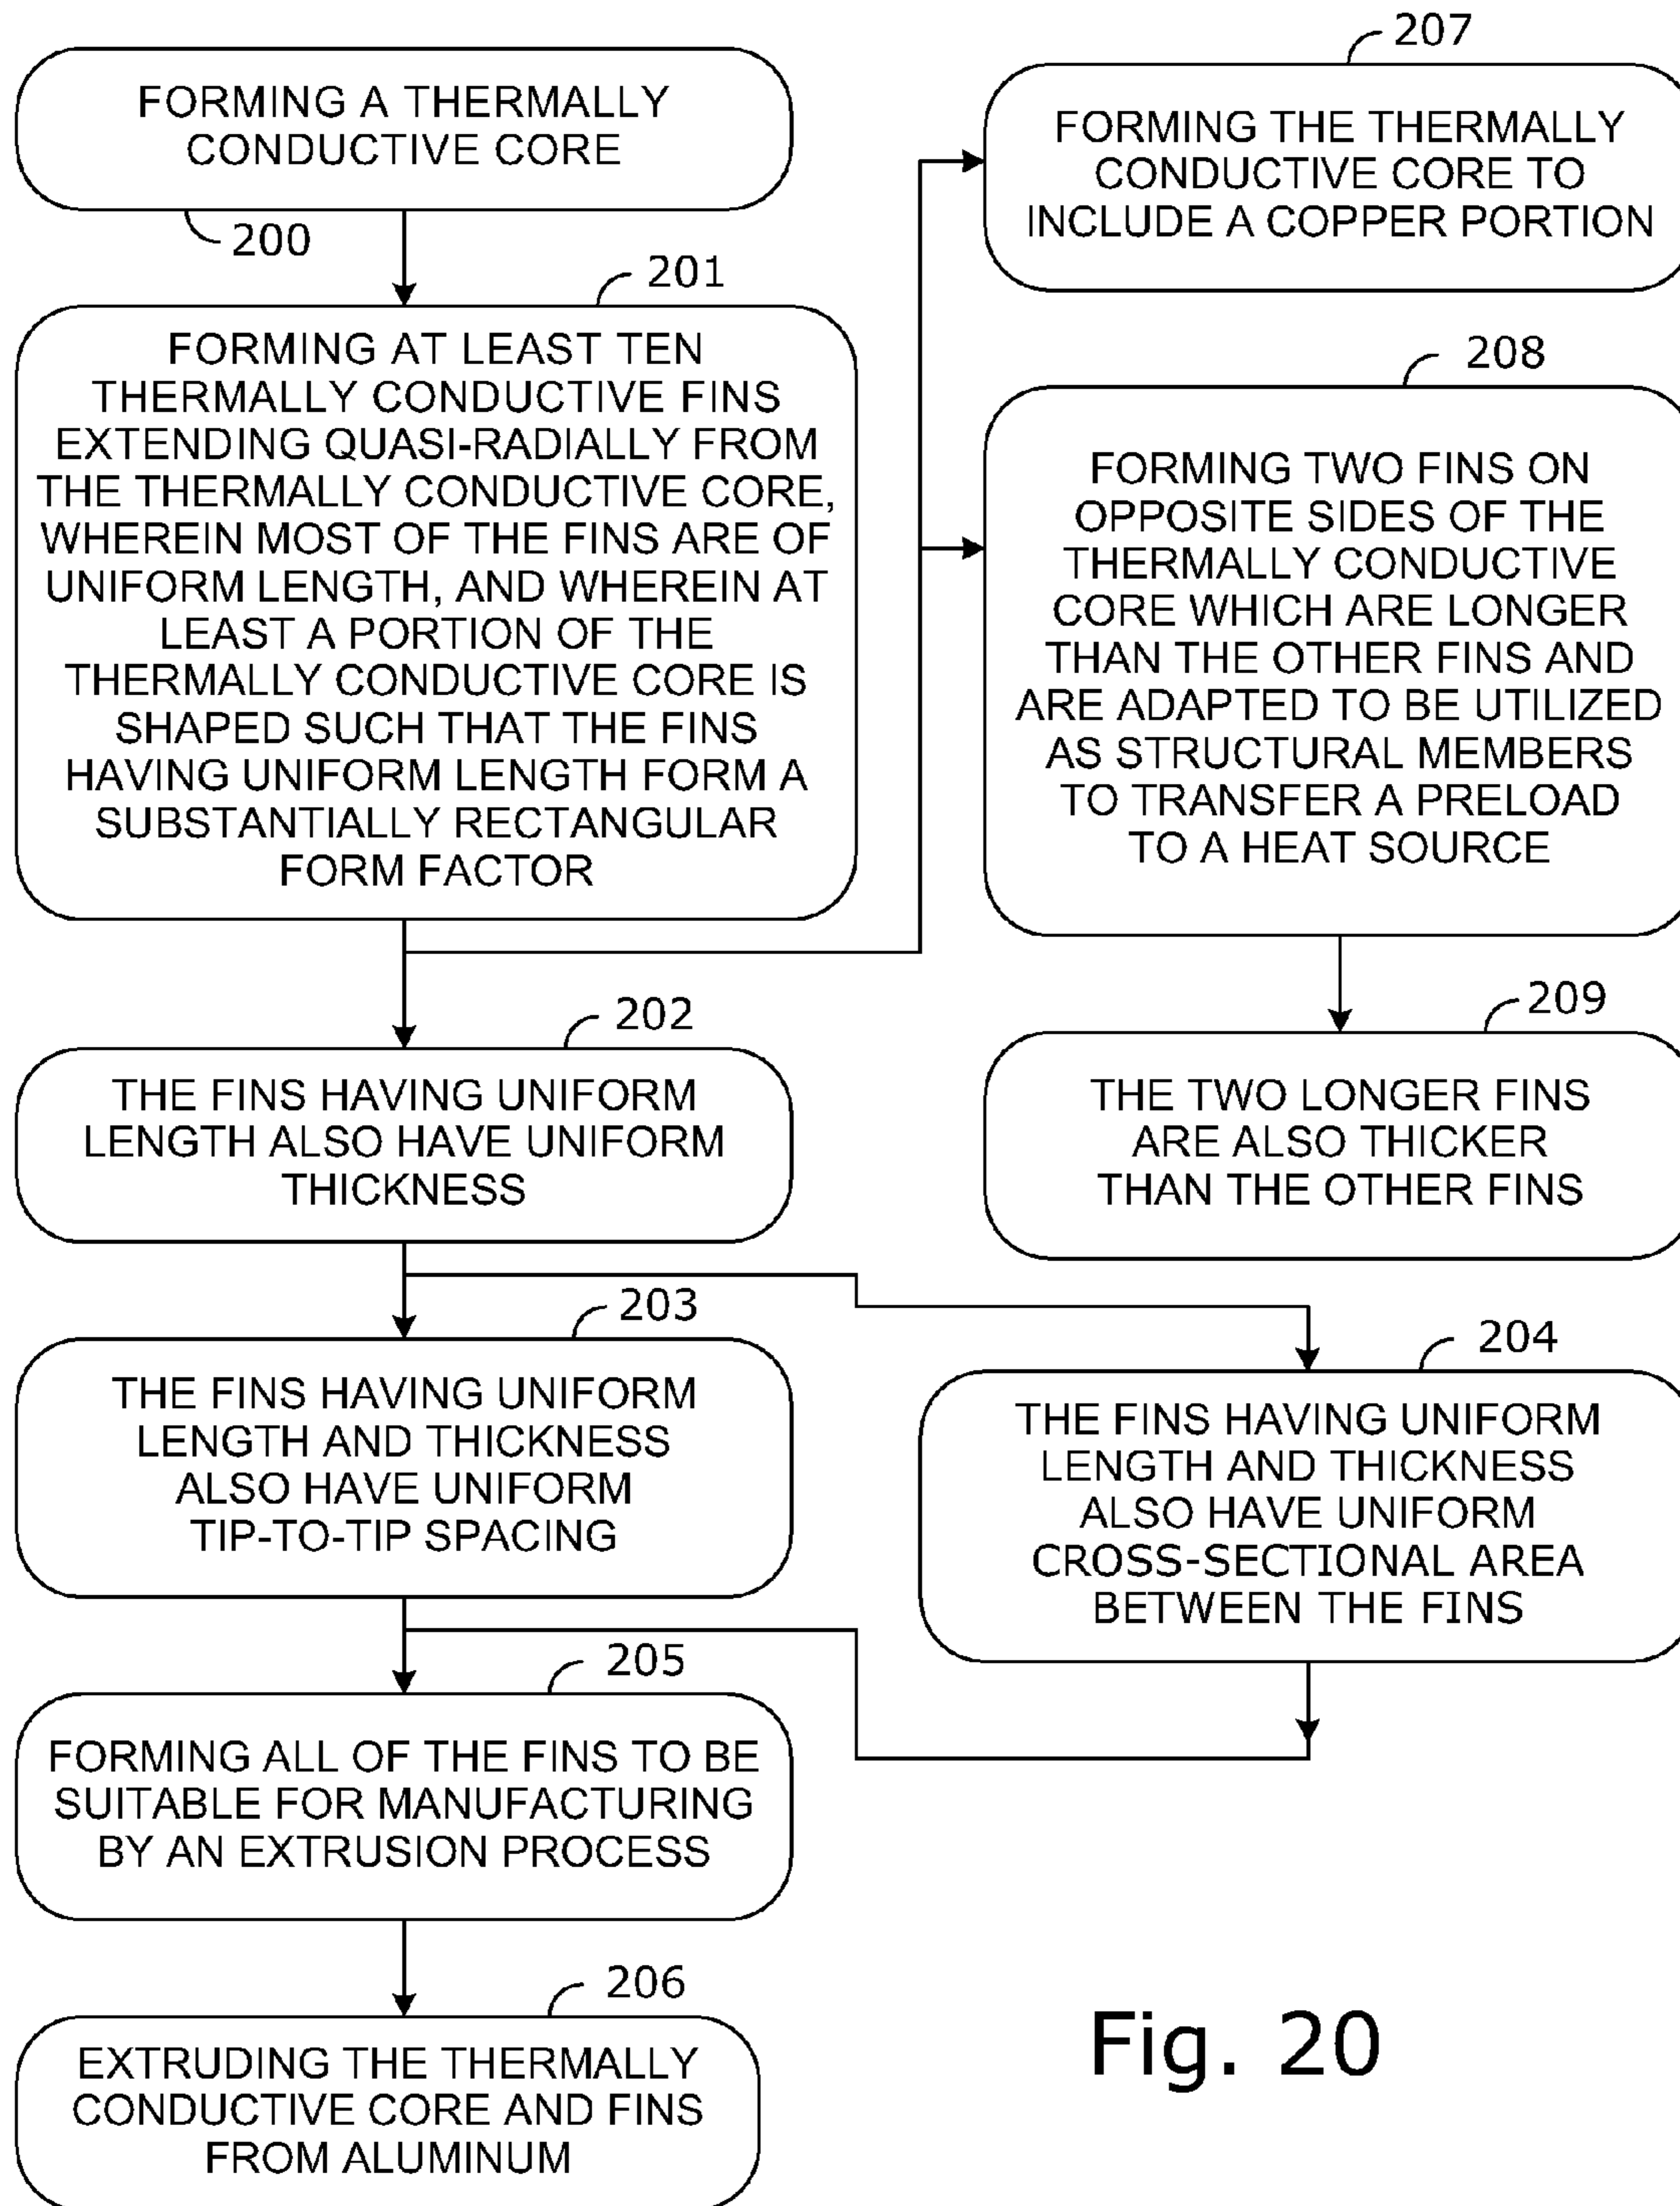 FORMING A THERMALLY
CONDUCTIVE CORE
200
201
FORMING AT LEAST TEN
THERMALLY CONDUCTIVE FINS
EXTENDING QUASI-RADIALLY FROM
THE THERMALLY CONDUCTIVE CORE,
WHEREIN MOST OF THE FINS ARE OF
UNIFORM LENGTH, AND WHEREIN AT
LEAST A PORTION OF THE
THERMALLY CONDUCTIVE CORE IS
SHAPED SUCH THAT THE FINS
HAVING UNIFORM LENGTH FORM A
SUBSTANTIALLY RECTANGULAR
FORM FACTOR
202
THE FINS HAVING UNIFORM
LENGTH ALSO HAVE UNIFORM
THICKNESS
203
THE FINS HAVING UNIFORM
LENGTH AND THICKNESS
ALSO HAVE UNIFORM
TIP-TO-TIP SPACING
205
FORMING ALL OF THE FINS TO BE
SUITABLE FOR MANUFACTURING
BY AN EXTRUSION PROCESS
206
EXTRUDING THE THERMALLY
CONDUCTIVE CORE AND FINS
FROM ALUMINUM
207
FORMING THE THERMALLY
CONDUCTIVE CORE TO
INCLUDE A COPPER PORTION
208
FORMING TWO FINS ON
OPPOSITE SIDES OF THE
THERMALLY CONDUCTIVE
CORE WHICH ARE LONGER
THAN THE OTHER FINS AND
ARE ADAPTED TO BE UTILIZED
AS STRUCTURAL MEMBERS
TO TRANSFER A PRELOAD
TO A HEAT SOURCE
209
THE TWO LONGER FINS
ARE ALSO THICKER
THAN THE OTHER FINS
204
THE FINS HAVING UNIFORM
LENGTH AND THICKNESS
ALSO HAVE UNIFORM
CROSS-SECTIONAL AREA
BETWEEN THE FINS
Fig. 20